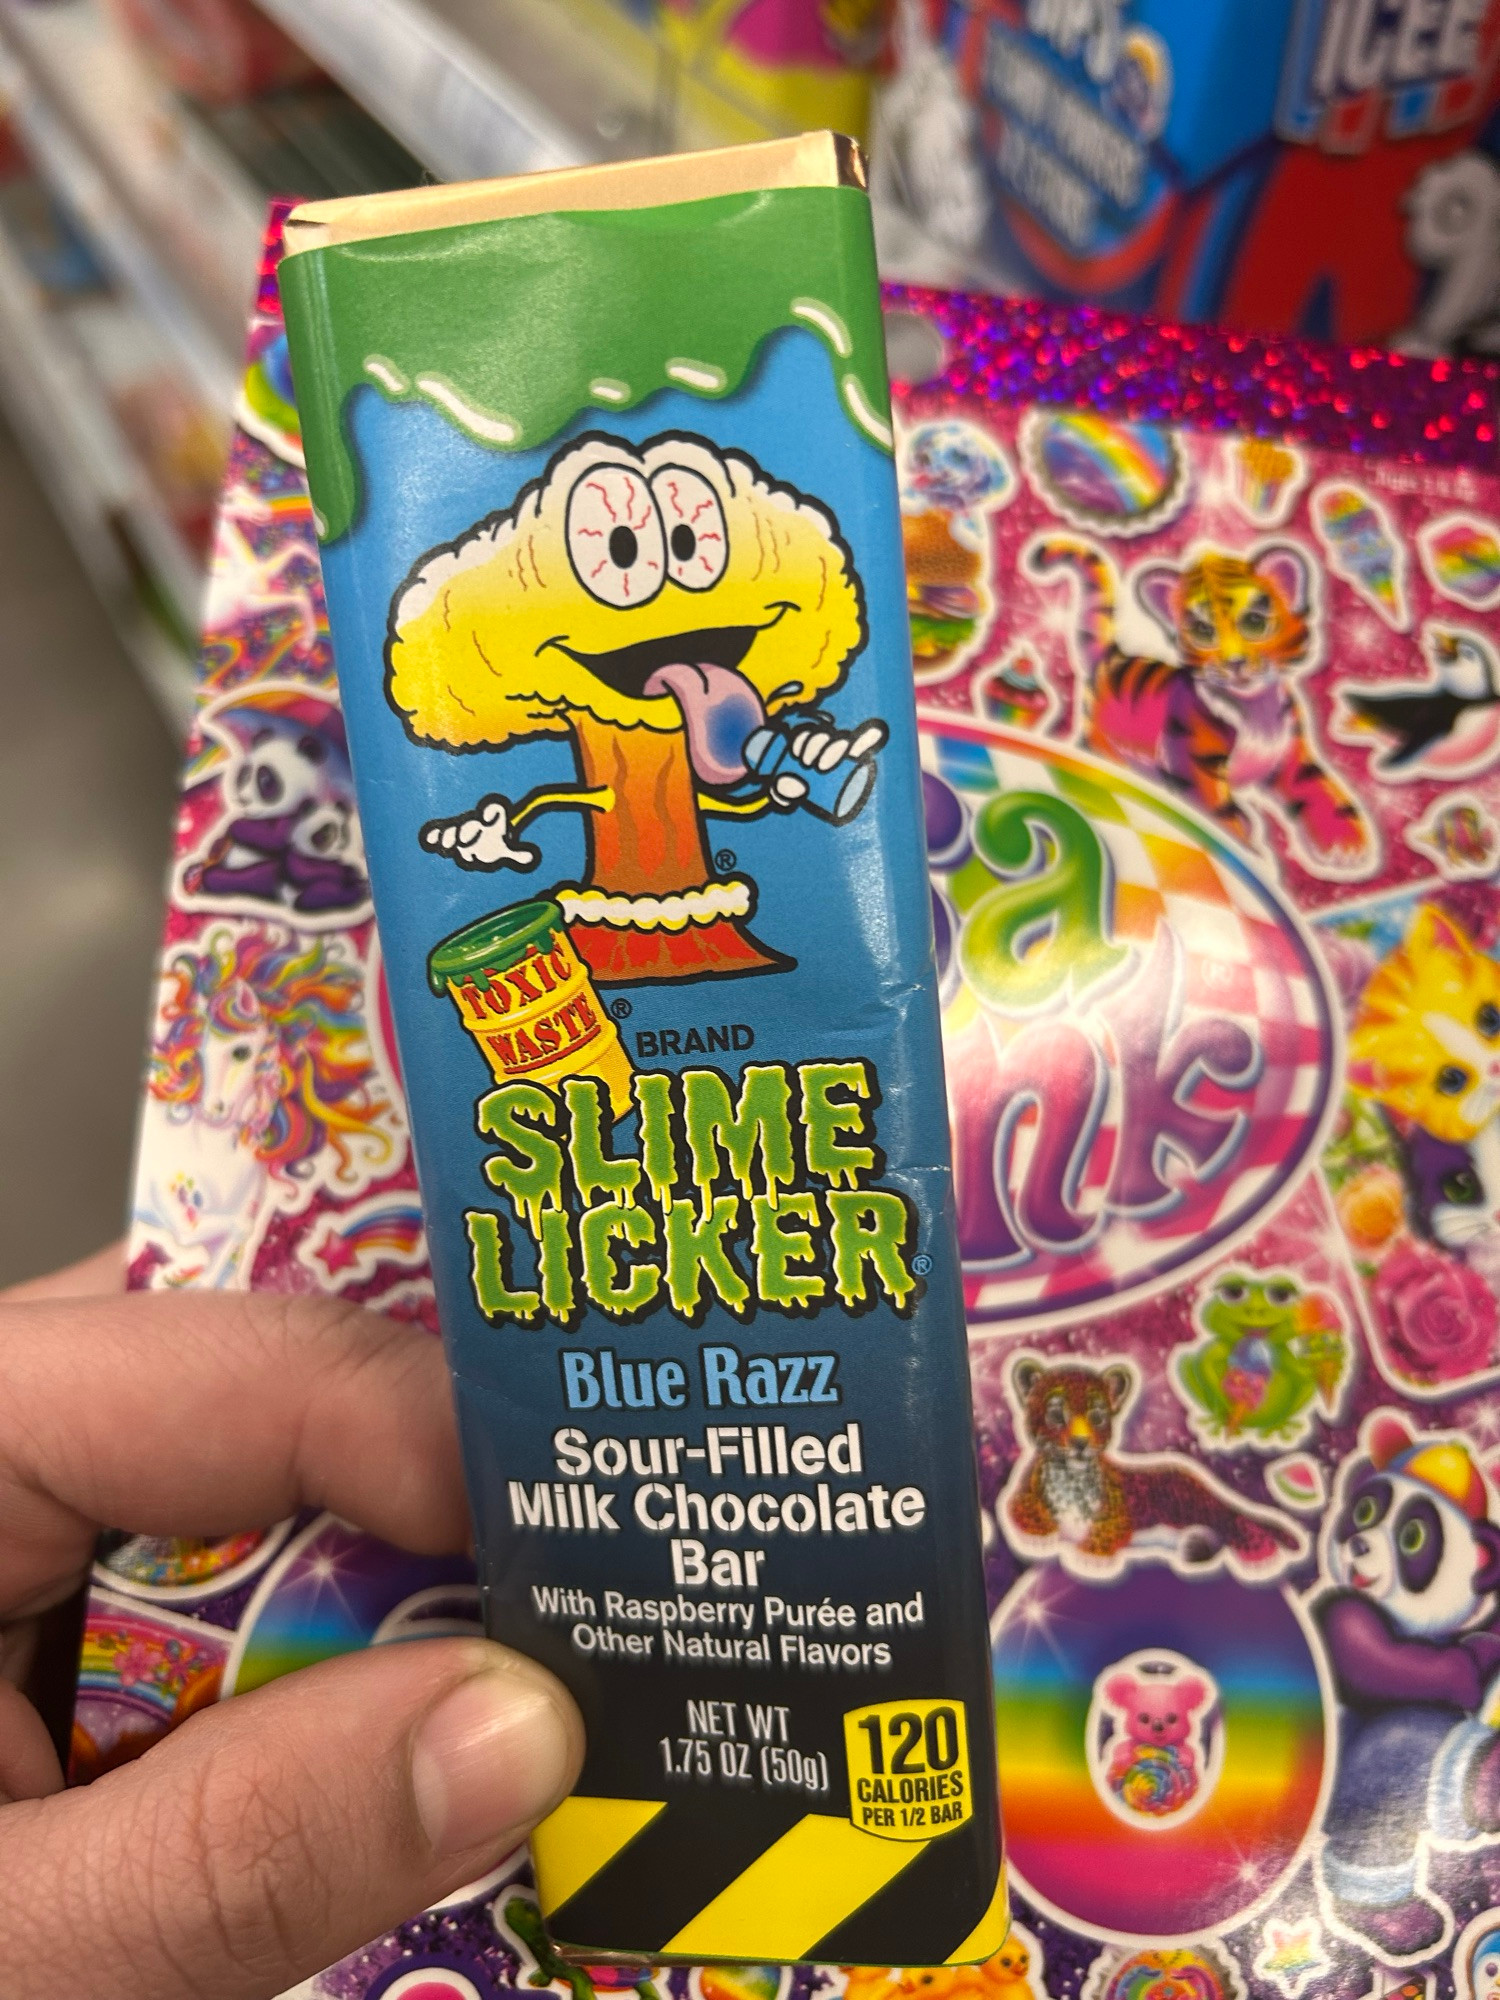 ICEE
®
TOXIC
WASTE ®
BRAND
SLIME
LICKER ®
Blue Razz
Sour-Filled
Milk Chocolate
Bar
With Raspberry Purée and
Other Natural Flavors
NET WT
1.75 OZ (50g)
120
CALORIES
PER 1/2 BAR